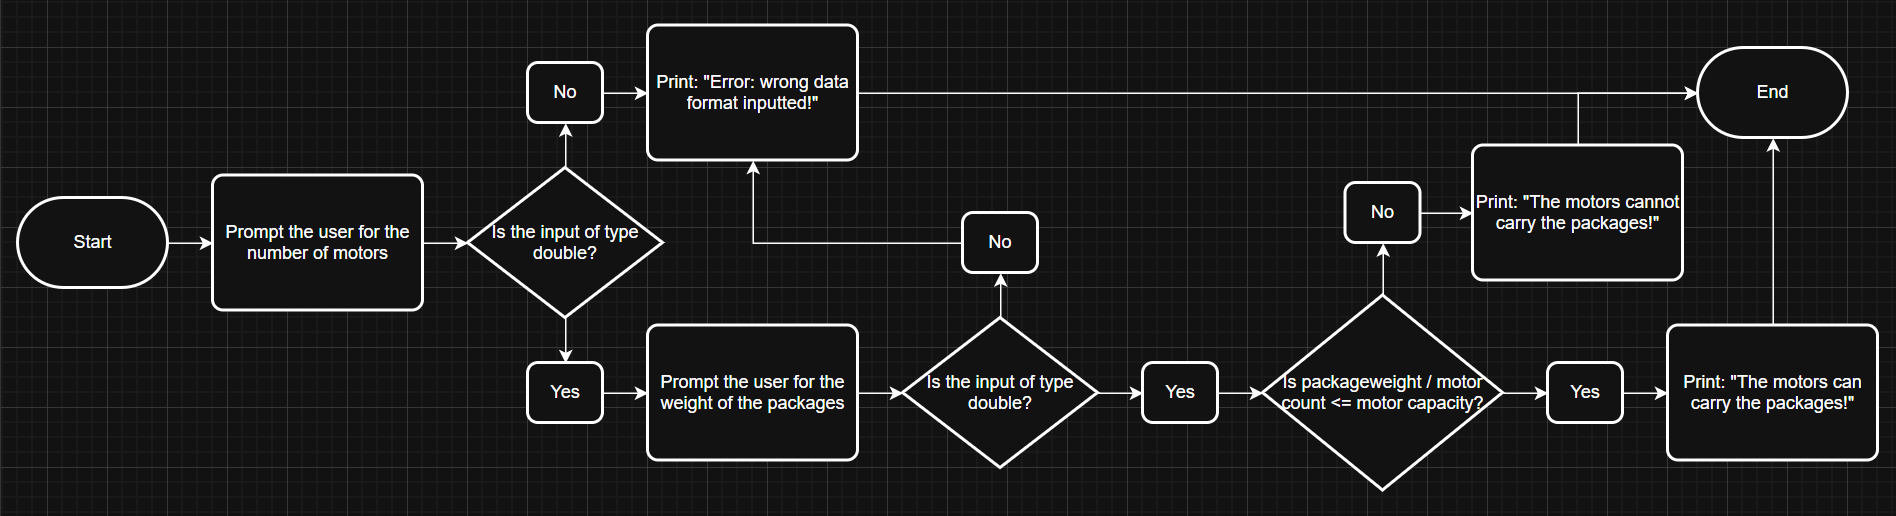 Start
Prompt the user for the
number of motors
Is the input of type
double?
No
Print: "Error: wrong data
format inputted!"
Yes
Prompt the user for the
weight of the packages
Is the input of type
double?
No
Yes
Is packageweight / motor
count <= motor capacity?
No
Print: "The motors cannot
carry the packages!"
Yes
Print: "The motors can
carry the packages!"
End